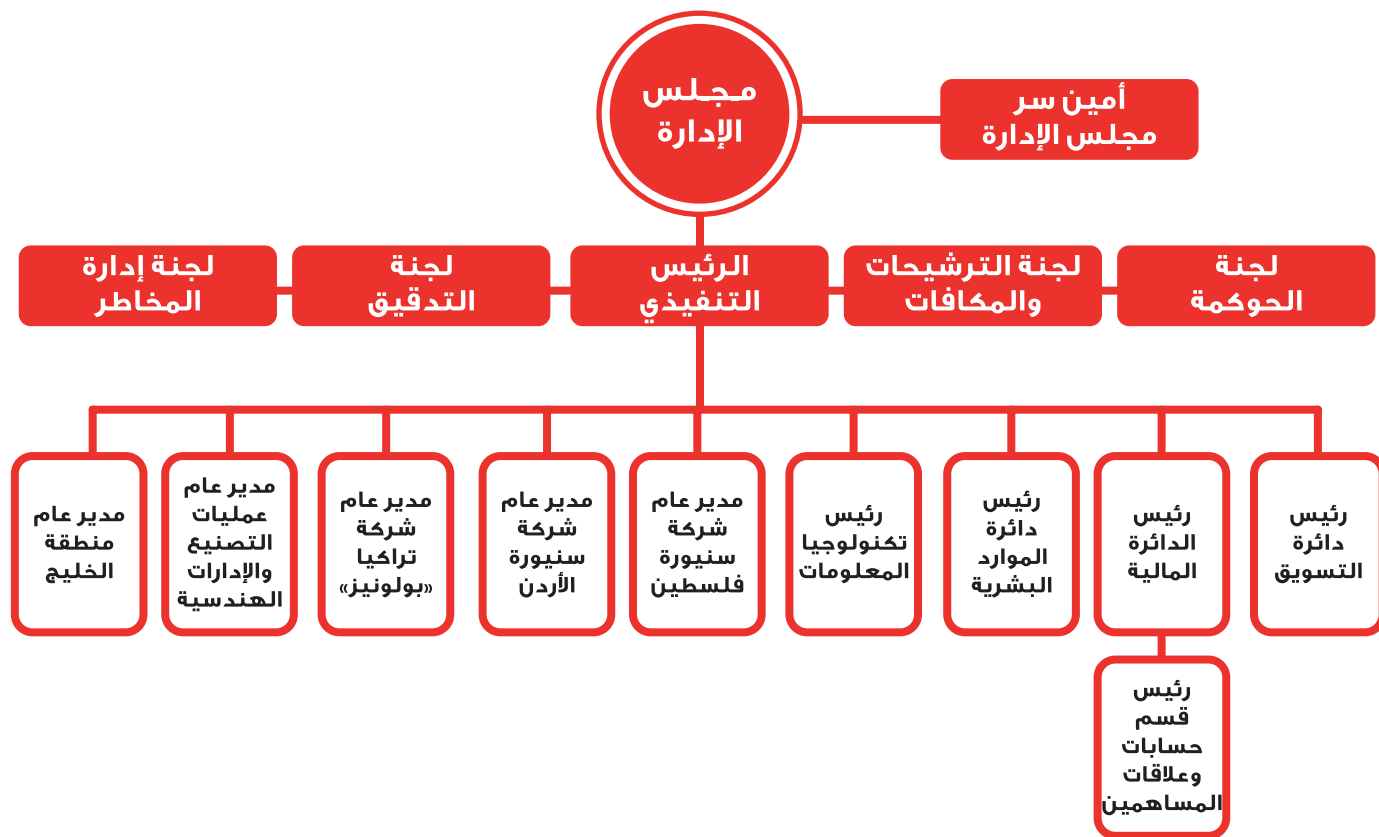 مجلس
الإدارة
أمين سر
مجلس الإدارة
لجنة
الحوكمة
لجنة الترشيحات
والمكافات
الرئيس
التنفيذي
لجنة
التدقيق
لجنة إدارة
المخاطر
رئيس
دائرة
التسويق
رئيس
الدائرة
المالية
رئيس
دائرة
الموارد
البشرية
رئيس
تكنولوجيا
المعلومات
مدير عام
شركة
سنيورة
فلسطين
مدير عام
شركة
سنيورة
الأردن
مدير عام
شركة
تراكيا
«بولونيز»
مدير عام
عمليات
التصنيع
والإدارات
الهندسية
مدير عام
منطقة
الخليج
رئيس
قسم
حسابات
وعلاقات
المساهمين